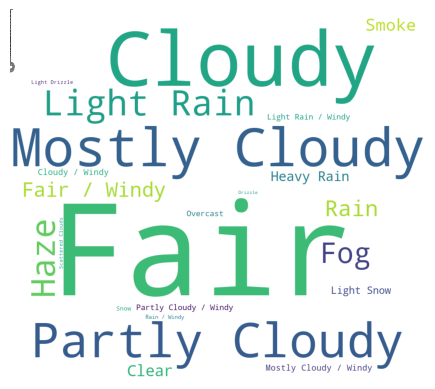 Smoke
Cloudy
Light Drizzle
Light Rain
Light Rain / Windy
Mostly Cloudy
Cloudy / Windy
Heavy Rain
Fair / Windy
Drizzle
Rain
Overcast
Fair
Haze
Scattered Clouds
Fog
Light Snow
Snow
Partly Cloudy / Windy
Rain / Windy
Partly Cloudy
Clear
Mostly Cloudy / Windy